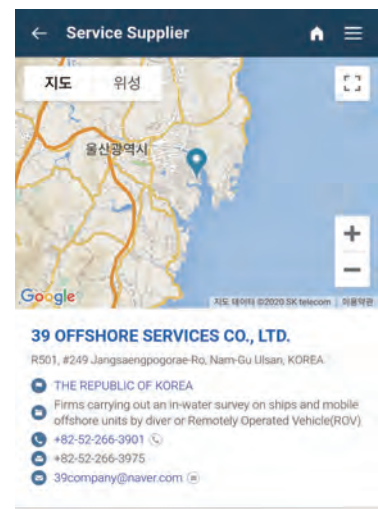 Service Supplier
지도 위성
울산광역시
Google
지도 데이터 ©2020 SK telecom 이용약관
39 OFFSHORE SERVICES CO., LTD.
R501, #249 Jangsaengpogorae-Ro, Nam-Gu Ulsan, KOREA
THE REPUBLIC OF KOREA
Firms carrying out an in-water survey on ships and mobile
offshore units by diver or Remotely Operated Vehicle(ROV)
+82-52-266-3901
+82-52-266-3975
39company@naver.com